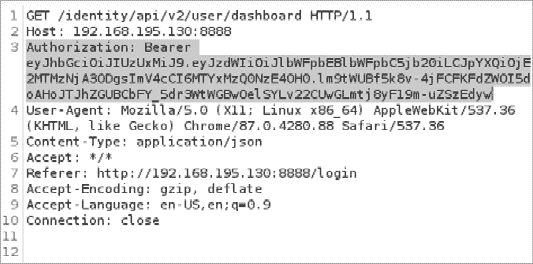 1 GET /identity/api/v2/user/dashboard HTTP/1.1
2 Host: 192.168.195.130:8888
3 Authorization: Bearer
eyJhbGciOiJIUzUxMiJ9.eyJzdWIiOiJlbWFpbEBlbWFpbC5jb20iLCJpYXQiOjE
2MTMzNjA3ODgsImV4cCI6MTYxMzQ0NzE4OH0.lm9tWUBf5k8v-4jFCFKFdZWOI5d
oAHoJTJhZGUBCbFY_5dr3WtWGBwOelSYLv22CUwGLmtj8yF19m-uZSzEdyw
4 User-Agent: Mozilla/5.0 (X11; Linux x86_64) AppleWebKit/537.36
(KHTML, like Gecko) Chrome/87.0.4280.88 Safari/537.36
5 Content-Type: application/json
6 Accept: */*
7 Referer: http://192.168.195.130:8888/login
8 Accept-Encoding: gzip, deflate
9 Accept-Language: en-US,en;q=0.9
10 Connection: close
11
12